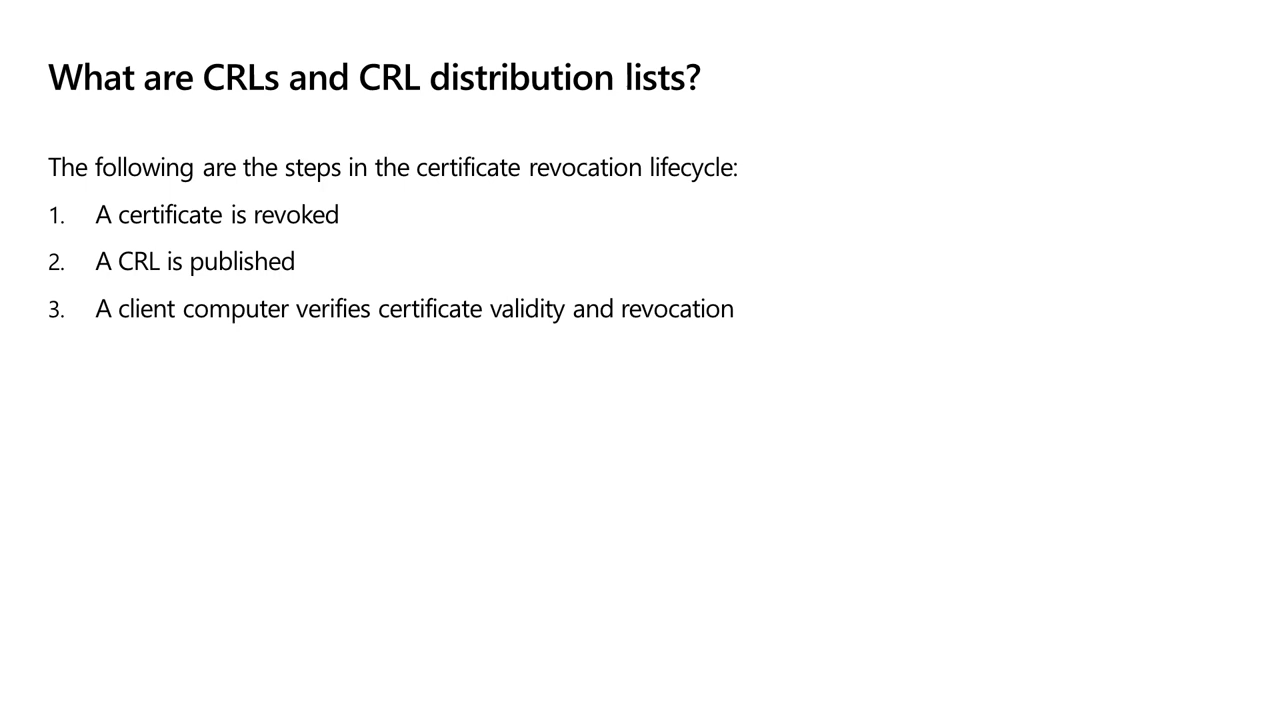 What are CRLs and CRL distribution lists?
The following are the steps in the certificate revocation lifecycle:
1. A certificate is revoked
2. A CRL is published
3. A client computer verifies certificate validity and revocation